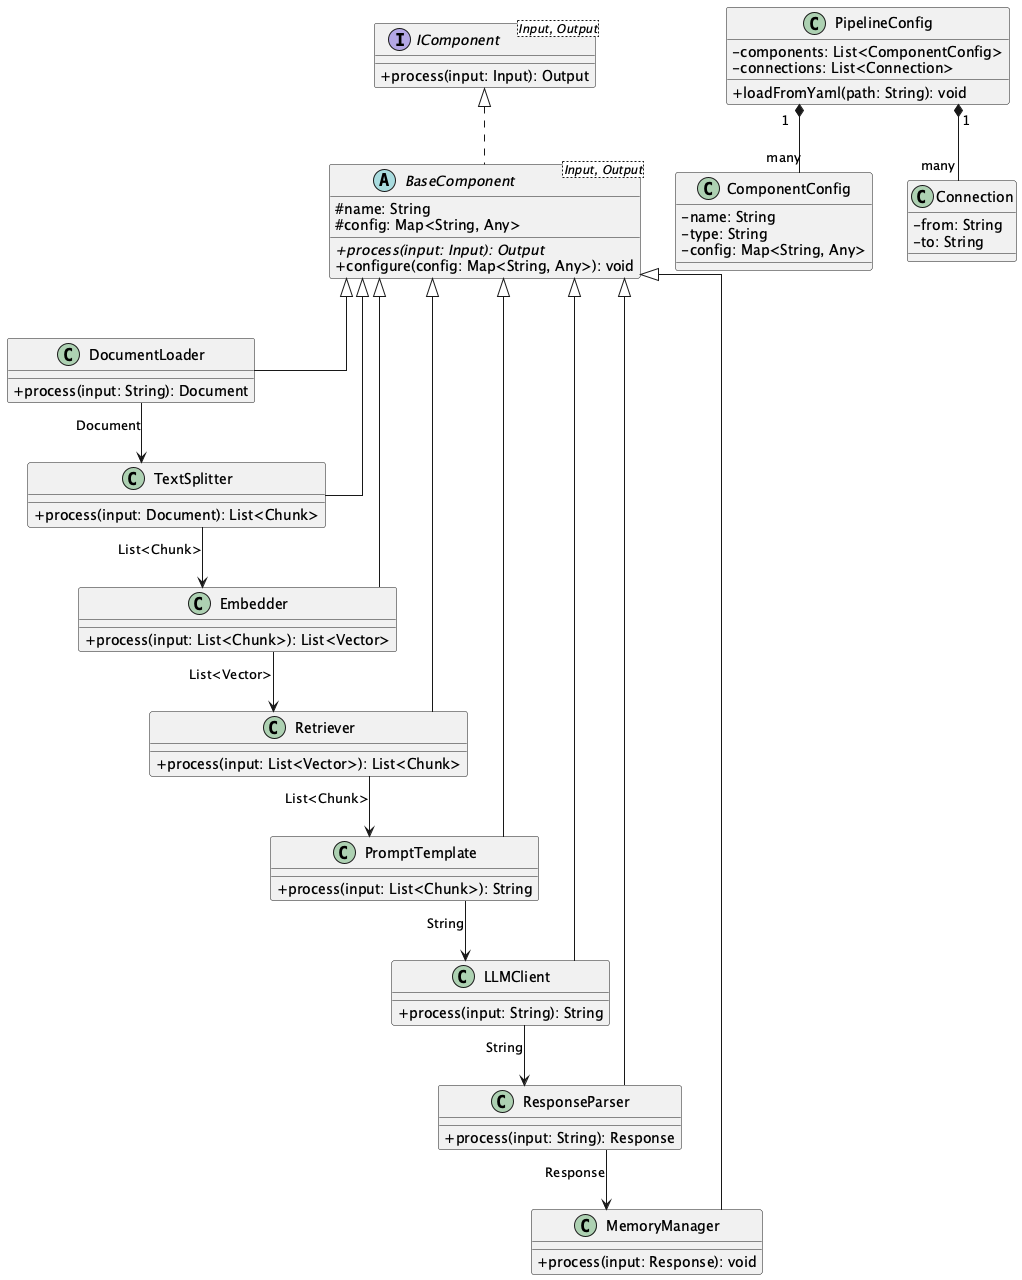 I IComponent
Input, Output
+process(input: Input): Output
C PipelineConfig
-components: List<ComponentConfig>
-connections: List<Connection>
+loadFromYaml(path: String): void
1
1
many
many
A BaseComponent
Input, Output
#name: String
#config: Map<String, Any>
+process(input: Input): Output
+configure(config: Map<String, Any>): void
C ComponentConfig
-name: String
-type: String
-config: Map<String, Any>
C Connection
-from: String
-to: String
C DocumentLoader
+process(input: String): Document
Document
C TextSplitter
+process(input: Document): List<Chunk>
List<Chunk>
C Embedder
+process(input: List<Chunk>): List<Vector>
List<Vector>
C Retriever
+process(input: List<Vector>): List<Chunk>
List<Chunk>
C PromptTemplate
+process(input: List<Chunk>): String
String
C LLMClient
+process(input: String): String
String
C ResponseParser
+process(input: String): Response
Response
C MemoryManager
+process(input: Response): void